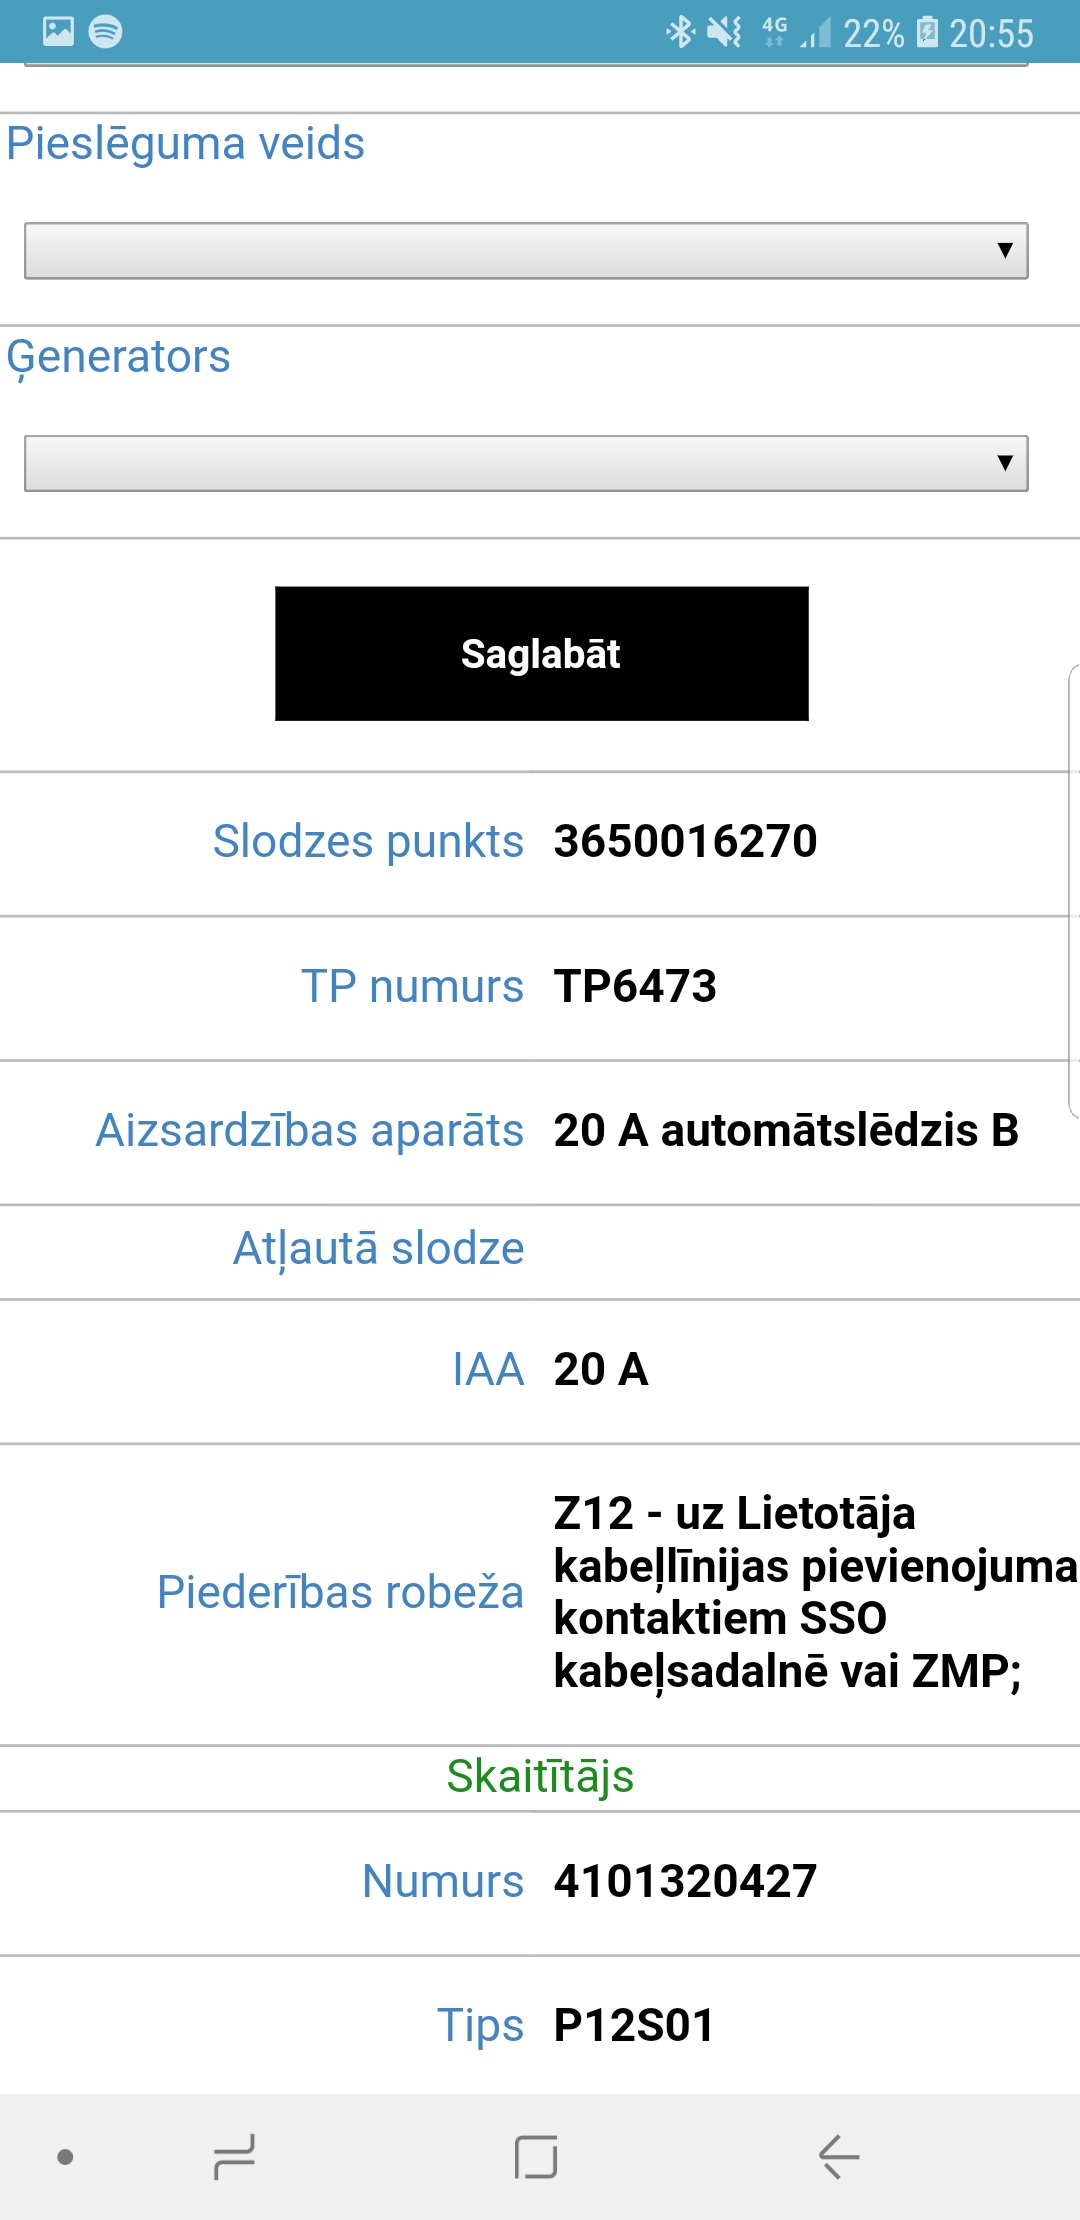 4G 22% 20:55
Pieslēguma veids
Ģenerators
Saglabāt
Slodzes punkts 3650016270
TP numurs TP6473
Aizsardzības aparāts 20 A automātslēdzis B
Atļautā slodze
IAA 20 A
Piederības robeža Z12 - uz Lietotāja
kabeļlīnijas pievienojuma
kontaktiem SSO
kabeļsadalnē vai ZMP;
Skaitītājs
Numurs 4101320427
Tips P12S01